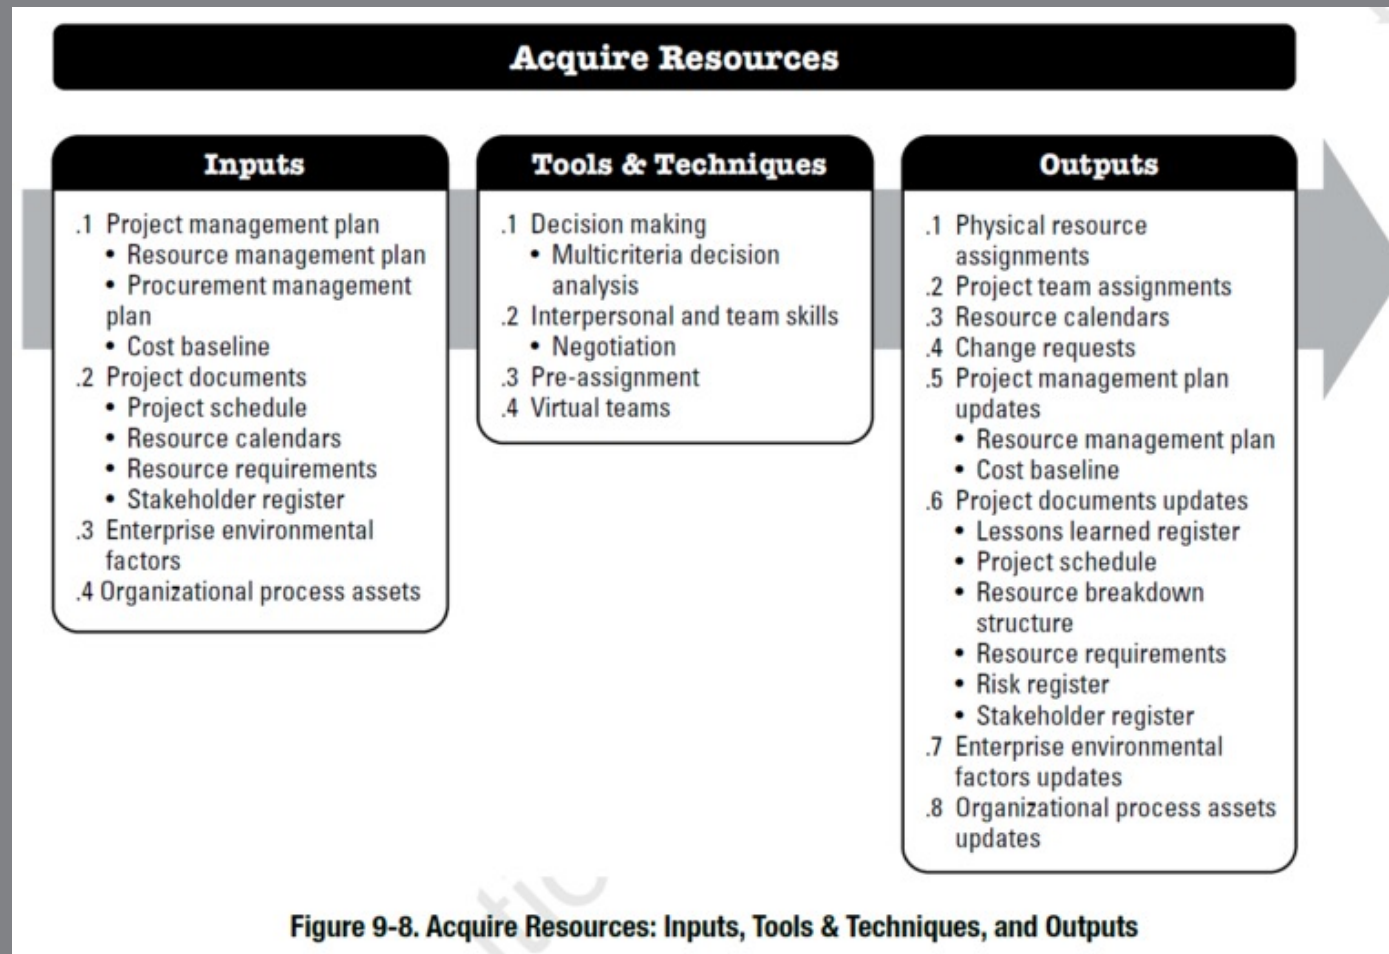 Acquire Resources
Inputs
.1 Project management plan
• Resource management plan
• Procurement management
plan
• Cost baseline
.2 Project documents
• Project schedule
• Resource calendars
• Resource requirements
• Stakeholder register
.3 Enterprise environmental
factors
.4 Organizational process assets
Tools & Techniques
.1 Decision making
• Multicriteria decision
analysis
.2 Interpersonal and team skills
• Negotiation
.3 Pre-assignment
.4 Virtual teams
Outputs
.1 Physical resource
assignments
.2 Project team assignments
.3 Resource calendars
.4 Change requests
.5 Project management plan
updates
• Resource management plan
• Cost baseline
.6 Project documents updates
• Lessons learned register
• Project schedule
• Resource breakdown
structure
• Resource requirements
• Risk register
• Stakeholder register
.7 Enterprise environmental
factors updates
.8 Organizational process assets
updates
Figure 9-8. Acquire Resources: Inputs, Tools & Techniques, and Outputs